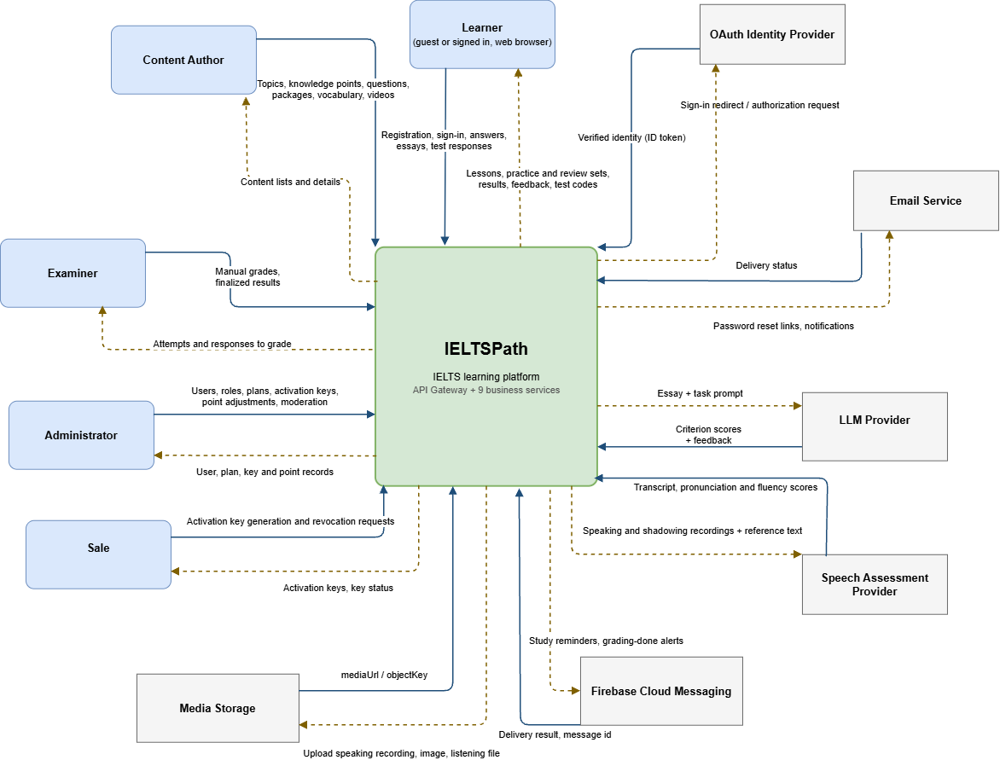 Learner
(guest or signed in, web browser)
OAuth Identity Provider
Content Author
Topics, knowledge points, questions,
packages, vocabulary, videos
Sign-in redirect / authorization request
Registration, sign-in, answers,
essays, test responses
Verified identity (ID token)
Lessons, practice and review sets,
results, feedback, test codes
Content lists and details
Email Service
Examiner
Manual grades,
finalized results
Delivery status
Password reset links, notifications
Attempts and responses to grade
IELTSPath
IELTS learning platform
API Gateway + 9 business services
Users, roles, plans, activation keys,
point adjustments, moderation
Essay + task prompt
LLM Provider
Administrator
Criterion scores
+ feedback
User, plan, key and point records
Transcript, pronunciation and fluency scores
Activation key generation and revocation requests
Speaking and shadowing recordings + reference text
Sale
Activation keys, key status
Speech Assessment
Provider
Study reminders, grading-done alerts
mediaUrl / objectKey
Firebase Cloud Messaging
Media Storage
Delivery result, message id
Upload speaking recording, image, listening file